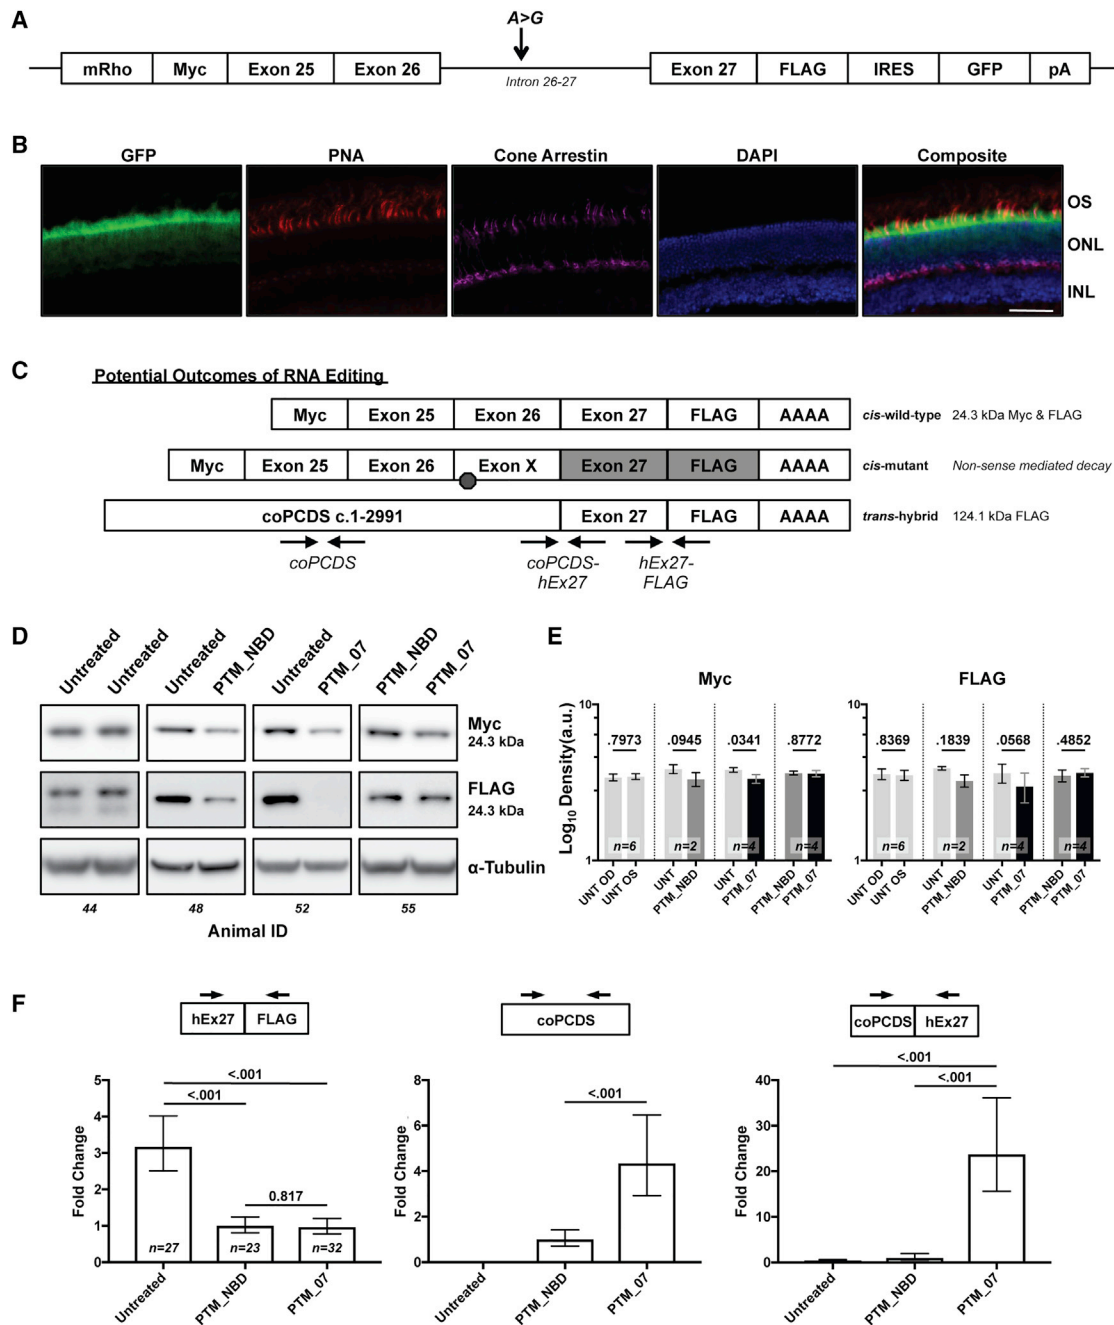 A
A>G
mRho Myc Exon 25 Exon 26 Intron 26-27 Exon 27 FLAG IRES GFP pA
B
GFP PNA Cone Arrestin DAPI Composite
OS
ONL
INL
C
Potential Outcomes of RNA Editing
Myc Exon 25 Exon 26 Exon 27 FLAG AAAA cis-wild-type 24.3 kDa Myc & FLAG
Myc Exon 25 Exon 26 Exon X Exon 27 FLAG AAAA cis-mutant Non-sense mediated decay
coPCDS c.1-2991 Exon 27 FLAG AAAA trans-hybrid 124.1 kDa FLAG
coPCDS coPCDS-hEx27 hEx27-FLAG
D
Untreated Untreated Untreated PTM_NBD Untreated PTM_07 PTM_NBD PTM_07
Myc
24.3 kDa
FLAG
24.3 kDa
α-Tubulin
44 48 52 55
Animal ID
E
Myc
Log10 Density(a.u.)
10
1
.7973 .0945 .0341 .8772
n=6 n=2 n=4 n=4
UNT OD UNT OS UNT PTM_NBD UNT PTM_07 PTM_NBD PTM_07
FLAG
10
1
.8369 .1839 .0568 .4852
n=6 n=2 n=4 n=4
UNT OD UNT OS UNT PTM_NBD UNT PTM_07 PTM_NBD PTM_07
F
hEx27 FLAG
Fold Change
5
4
3
2
1
0
<.001
<.001
0.817
n=27 n=23 n=32
Untreated PTM_NBD PTM_07
coPCDS
Fold Change
8
6
4
2
0
<.001
Untreated PTM_NBD PTM_07
coPCDS hEx27
Fold Change
40
30
20
10
0
<.001
<.001
Untreated PTM_NBD PTM_07